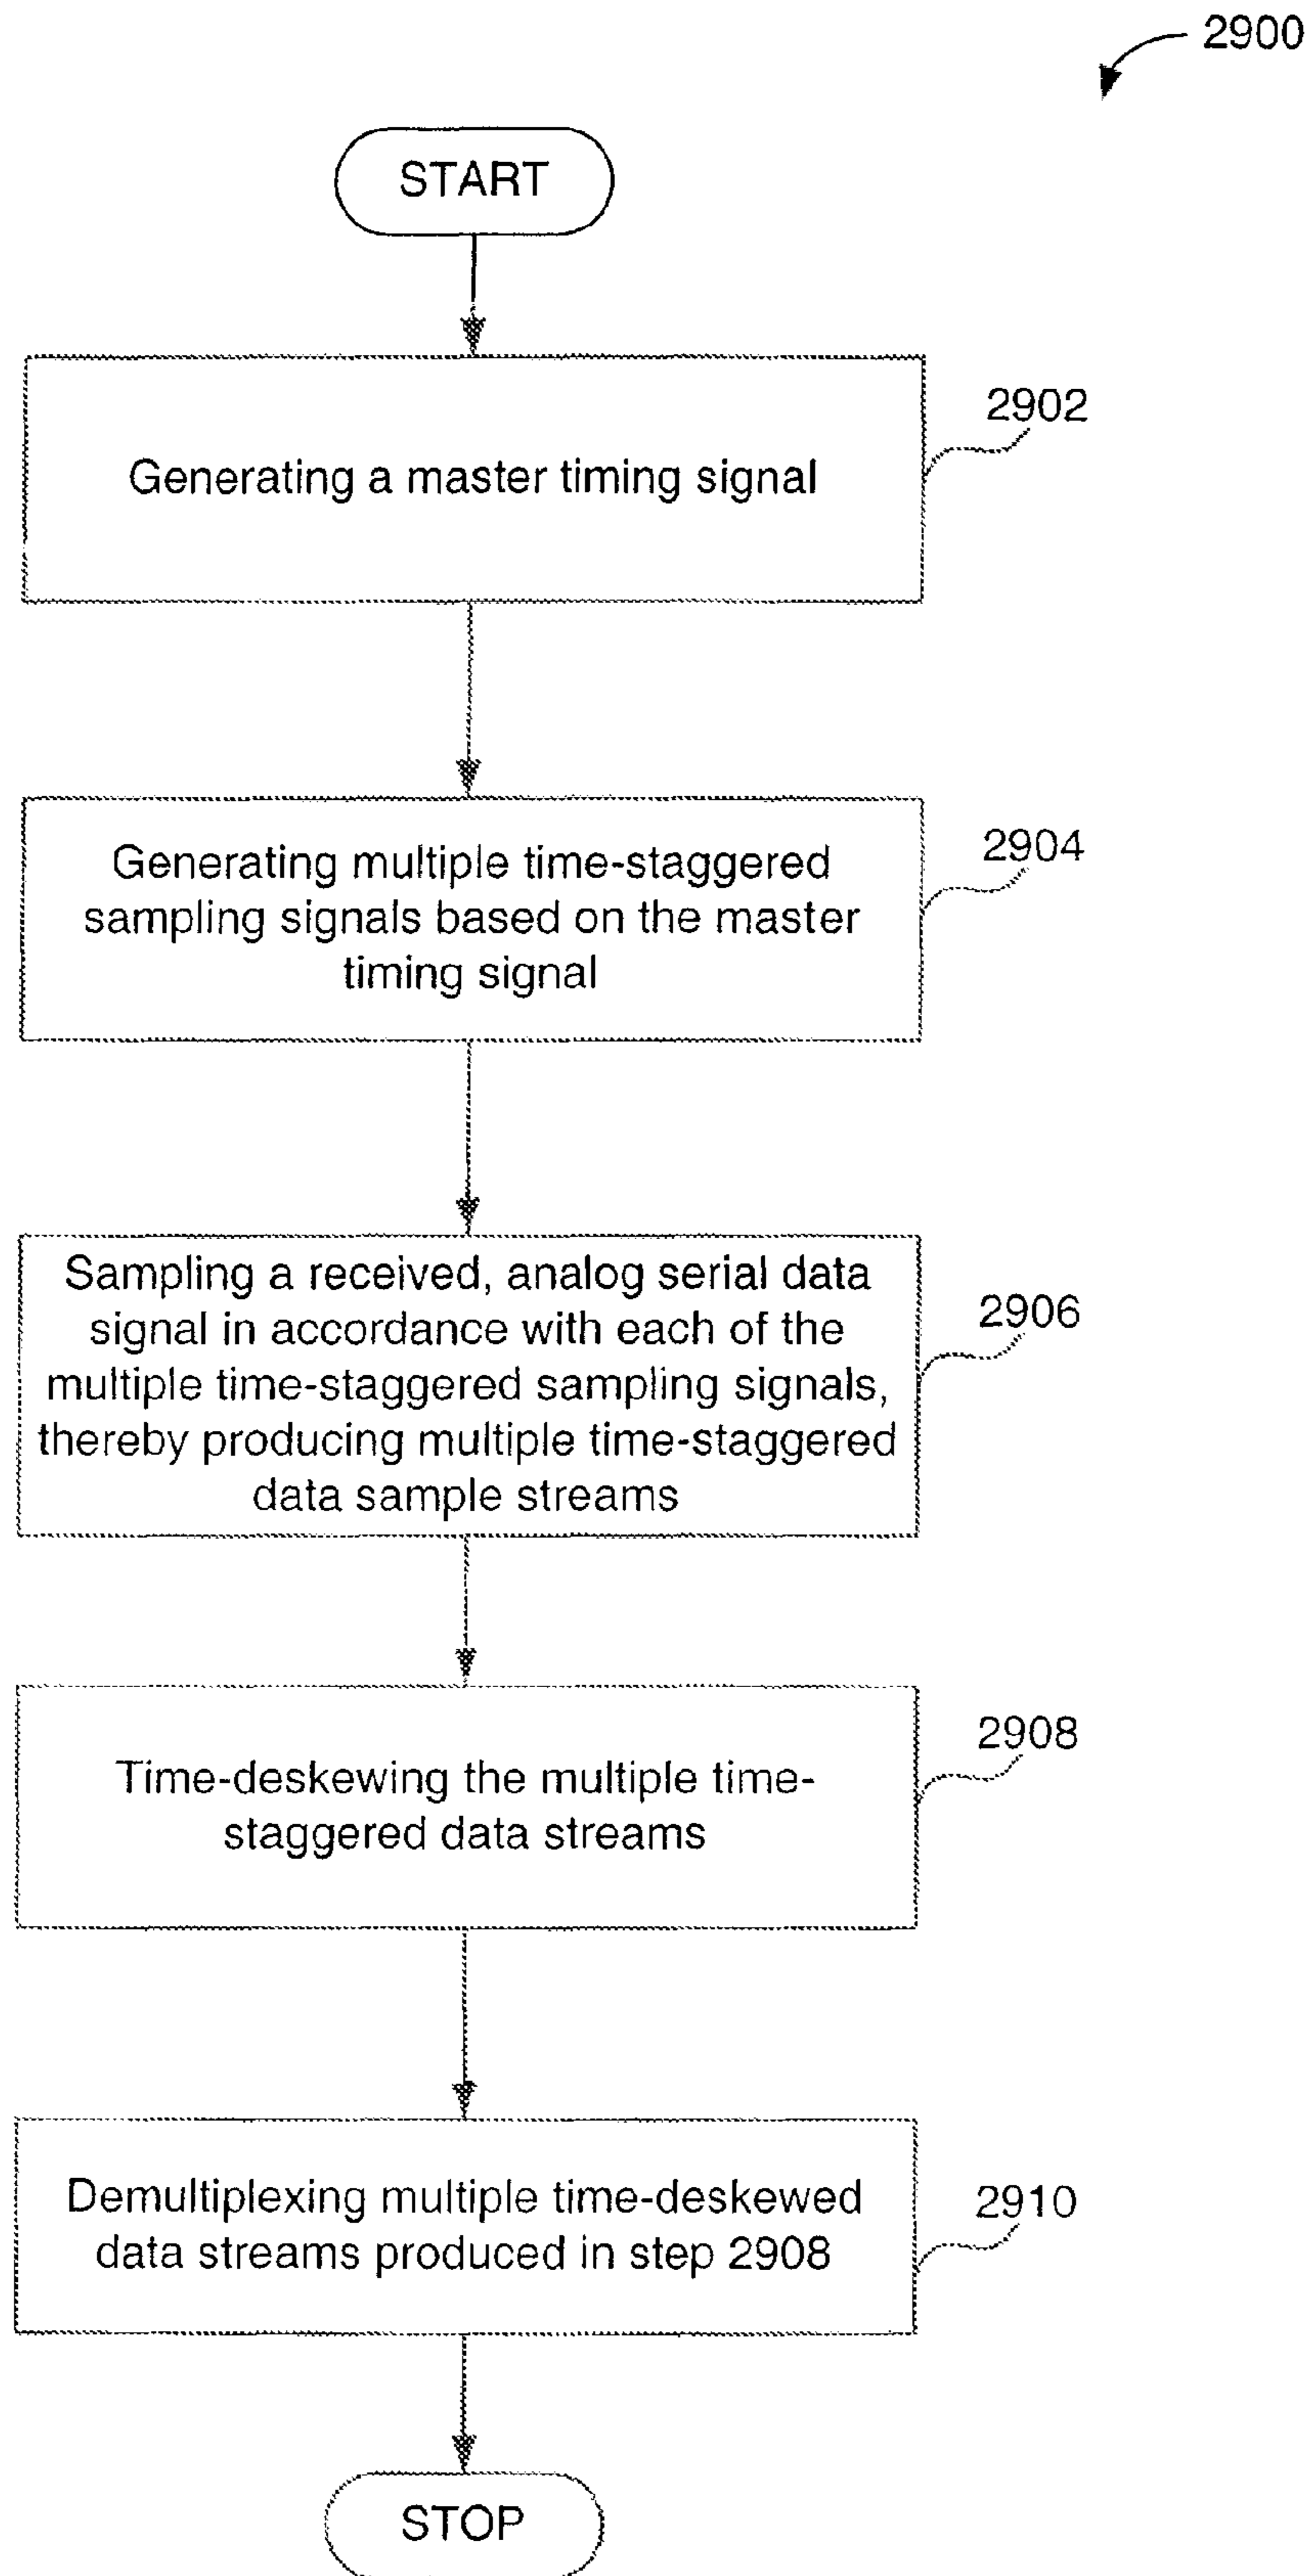 2900
START
Generating a master timing signal
2902
Generating multiple time-staggered
sampling signals based on the master
timing signal
2904
Sampling a received, analog serial data
signal in accordance with each of the
multiple time-staggered sampling signals,
thereby producing multiple time-staggered
data sample streams
2906
Time-deskewing the multiple time-
staggered data streams
2908
Demultiplexing multiple time-deskewed
data streams produced in step 2908
2910
STOP